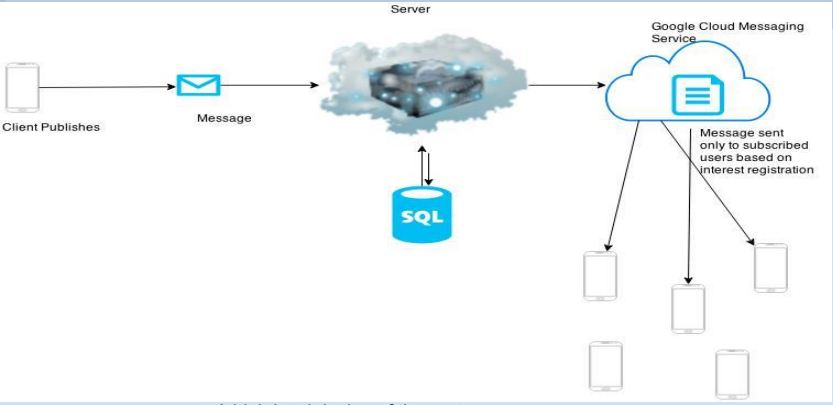 Server
Google Cloud Messaging
Service
Client Publishes
Message
Message sent
only to subscribed
users based on
interest registration
SQL